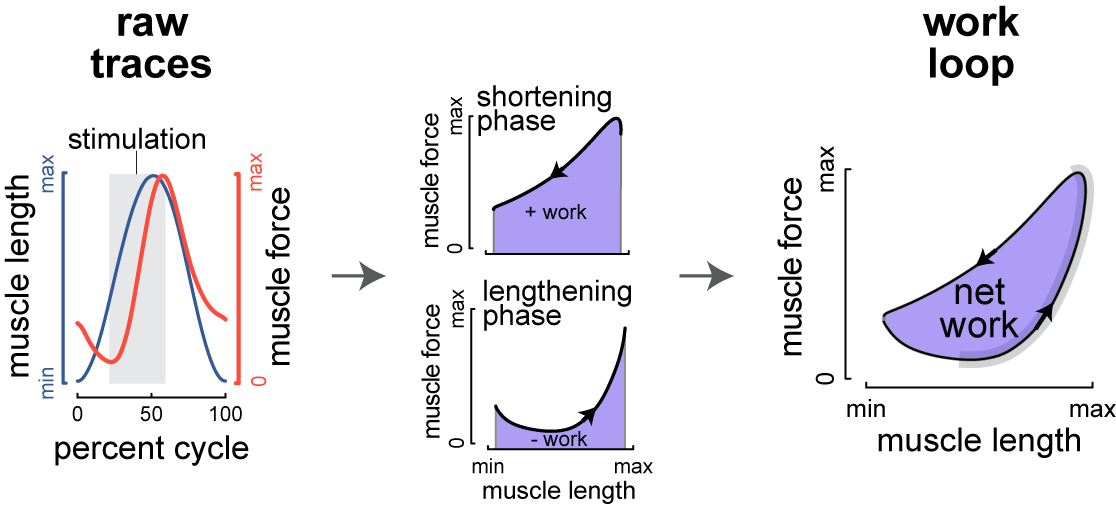 raw
traces
stimulation
muscle length
max
min
max
0
muscle force
0 50 100
percent cycle
shortening
phase
muscle force
max
0
+ work
lengthening
phase
muscle force
max
0
- work
min max
muscle length
work
loop
muscle force
max
0
net
work
min max
muscle length